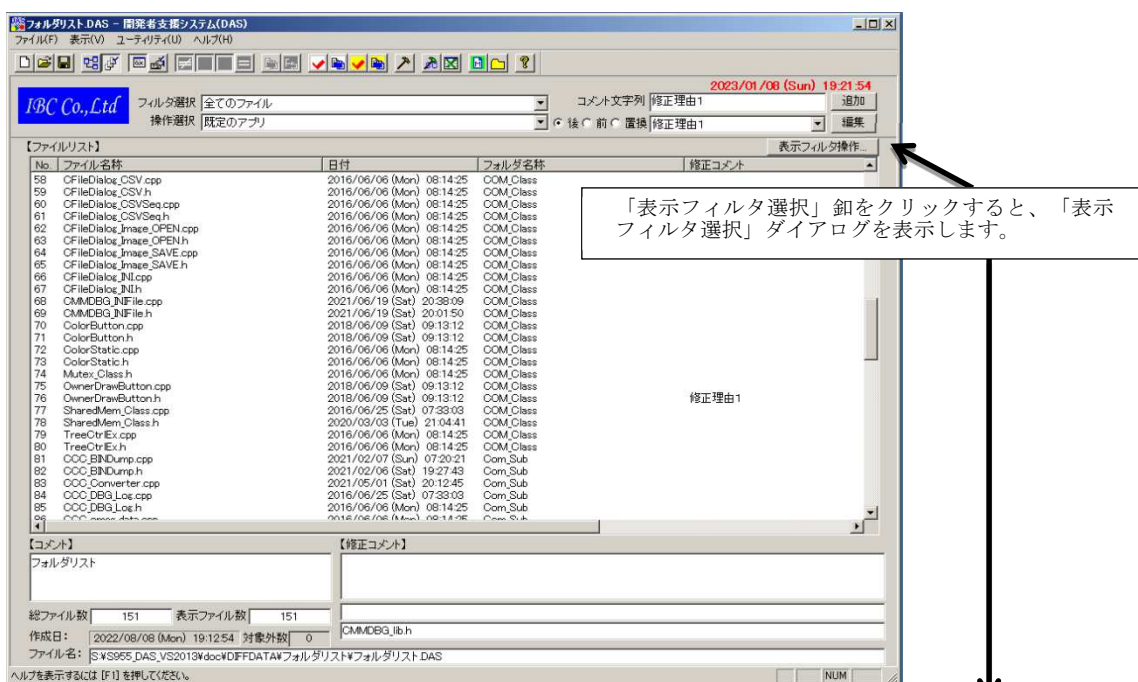 フォルダリスト.DAS - 開発者支援システム(DAS)
ファイル(F) 表示(V) ユーティリティ(U) ヘルプ(H)
2023/01/08 (Sun) 19:21:54
IBC Co.,Ltd
フィルタ選択 全てのファイル コメント文字列 修正理由1 追加
操作選択 既定のアプリ 後 前 置換 修正理由1 編集
【ファイルリスト】 表示フィルタ操作...
No. ファイル名称 日付 フォルダ名称 修正コメント
58 CFileDialog_CSV.cpp 2016/06/06 (Mon) 08:14:25 COM_Class
59 CFileDialog_CSV.h 2016/06/06 (Mon) 08:14:25 COM_Class
60 CFileDialog_CSVSeq.cpp 2016/06/06 (Mon) 08:14:25 COM_Class
61 CFileDialog_CSVSeq.h 2016/06/06 (Mon) 08:14:25 COM_Class
62 CFileDialog_Image_OPEN.cpp 2016/06/06 (Mon) 08:14:25 COM_Class
63 CFileDialog_Image_OPEN.h 2016/06/06 (Mon) 08:14:25 COM_Class
64 CFileDialog_Image_SAVE.cpp 2016/06/06 (Mon) 08:14:25 COM_Class
65 CFileDialog_Image_SAVE.h 2016/06/06 (Mon) 08:14:25 COM_Class
66 CFileDialog_INI.cpp 2016/06/06 (Mon) 08:14:25 COM_Class
67 CFileDialog_INI.h 2016/06/06 (Mon) 08:14:25 COM_Class
68 CMMDBG_INIFile.cpp 2021/06/19 (Sat) 20:38:09 COM_Class
69 CMMDBG_INIFile.h 2021/06/19 (Sat) 20:01:50 COM_Class
70 ColorButton.cpp 2018/06/09 (Sat) 09:13:12 COM_Class
71 ColorButton.h 2018/06/09 (Sat) 09:13:12 COM_Class
72 ColorStatic.cpp 2016/06/06 (Mon) 08:14:25 COM_Class
73 ColorStatic.h 2016/06/06 (Mon) 08:14:25 COM_Class
74 Mutex_Class.h 2016/06/06 (Mon) 08:14:25 COM_Class
75 OwnerDrawButton.cpp 2018/06/09 (Sat) 09:13:12 COM_Class
76 OwnerDrawButton.h 2018/06/09 (Sat) 09:13:12 COM_Class 修正理由1
77 SharedMem_Class.cpp 2016/06/25 (Sat) 07:33:03 COM_Class
78 SharedMem_Class.h 2020/03/03 (Tue) 21:04:41 COM_Class
79 TreeCtrlEx.cpp 2016/06/06 (Mon) 08:14:25 COM_Class
80 TreeCtrlEx.h 2016/06/06 (Mon) 08:14:25 COM_Class
81 CCC_BINDump.cpp 2021/02/07 (Sun) 07:20:21 Com_Sub
82 CCC_BINDump.h 2021/02/06 (Sat) 19:27:43 Com_Sub
83 CCC_Converter.cpp 2021/05/01 (Sat) 20:12:45 Com_Sub
84 CCC_DBG_Log.cpp 2016/06/25 (Sat) 07:33:03 Com_Sub
85 CCC_DBG_Log.h 2016/06/06 (Mon) 08:14:25 Com_Sub
「表示フィルタ選択」釦をクリックすると、「表示
フィルタ選択」ダイアログを表示します。
【コメント】 【修正コメント】
フォルダリスト
総ファイル数 151 表示ファイル数 151
作成日: 2022/08/08 (Mon) 19:12:54 対象外数 0 CMMDBG_lib.h
ファイル名: S:¥S955_DAS_VS2013¥doc¥DIFFDATA¥フォルダリスト¥フォルダリスト.DAS
ヘルプを表示するには [F1] を押してください。 NUM